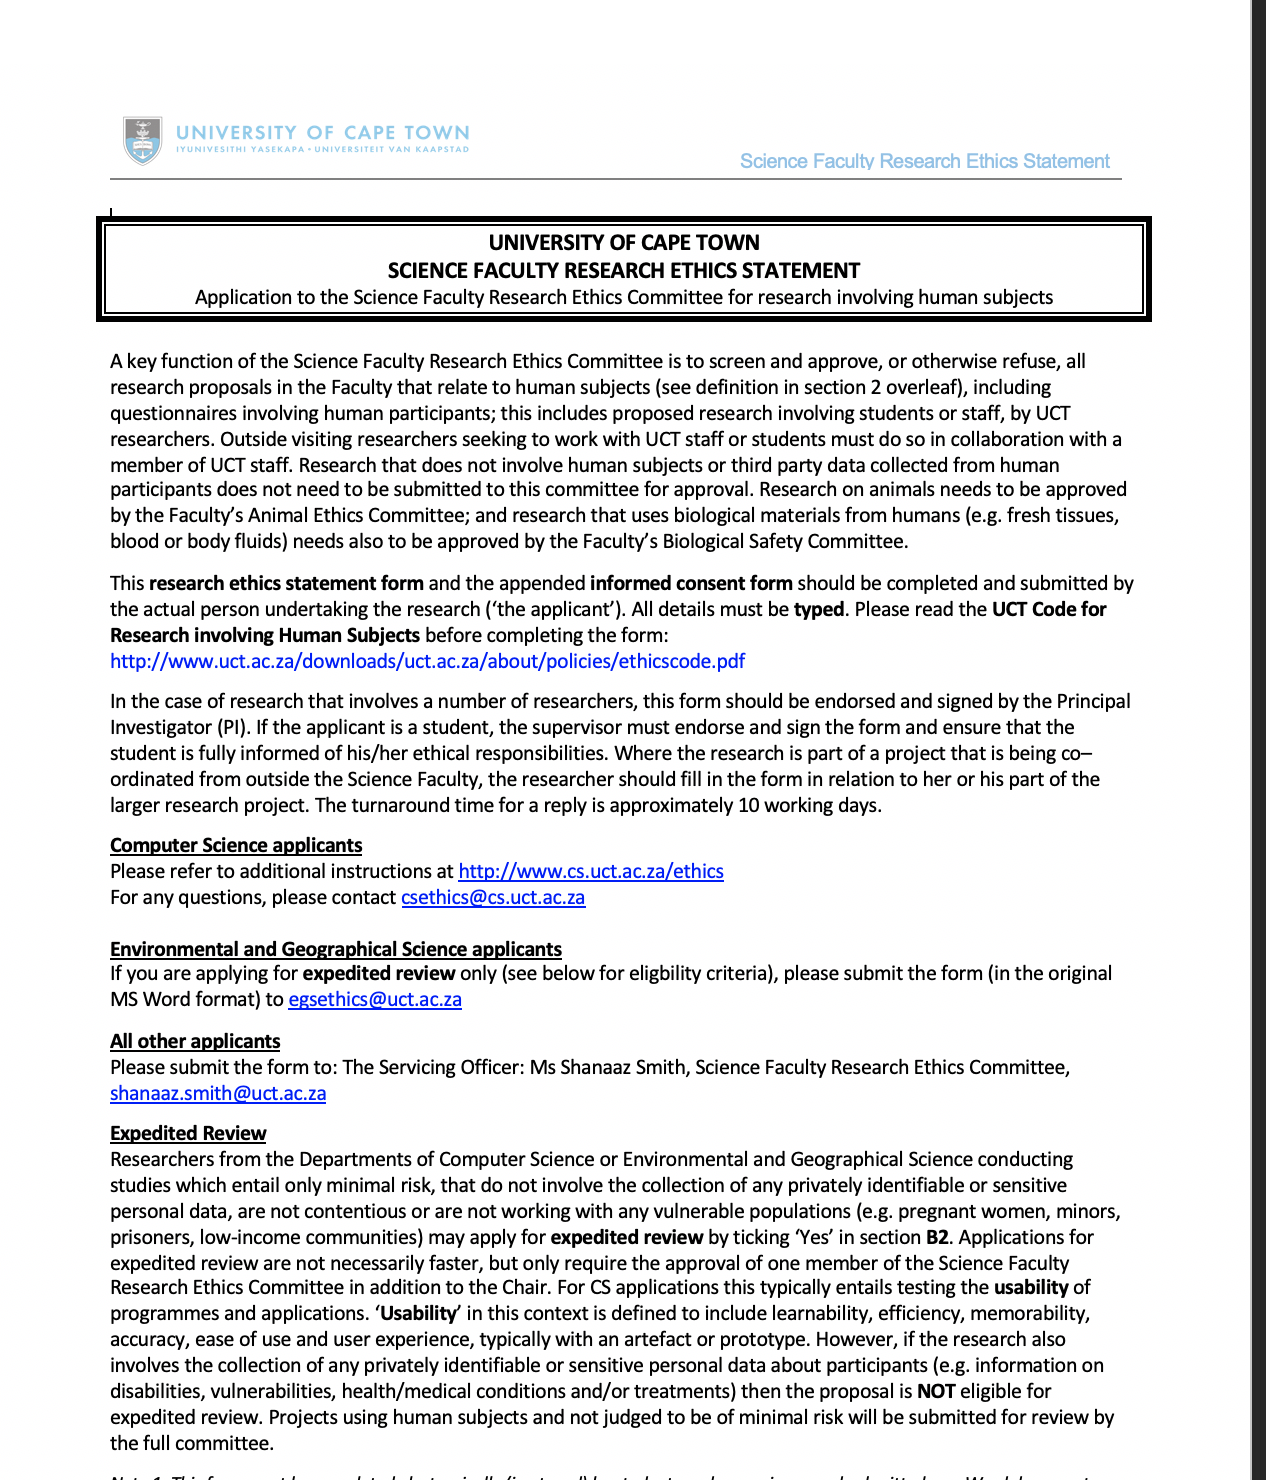 UNIVERSITY OF CAPE TOWN
IYUNIVESITHI YASEKAPA • UNIVERSITEIT VAN KAAPSTAD
Science Faculty Research Ethics Statement
UNIVERSITY OF CAPE TOWN
SCIENCE FACULTY RESEARCH ETHICS STATEMENT
Application to the Science Faculty Research Ethics Committee for research involving human subjects
A key function of the Science Faculty Research Ethics Committee is to screen and approve, or otherwise refuse, all
research proposals in the Faculty that relate to human subjects (see definition in section 2 overleaf), including
questionnaires involving human participants; this includes proposed research involving students or staff, by UCT
researchers. Outside visiting researchers seeking to work with UCT staff or students must do so in collaboration with a
member of UCT staff. Research that does not involve human subjects or third party data collected from human
participants does not need to be submitted to this committee for approval. Research on animals needs to be approved
by the Faculty’s Animal Ethics Committee; and research that uses biological materials from humans (e.g. fresh tissues,
blood or body fluids) needs also to be approved by the Faculty’s Biological Safety Committee.
This research ethics statement form and the appended informed consent form should be completed and submitted by
the actual person undertaking the research (‘the applicant’). All details must be typed. Please read the UCT Code for
Research involving Human Subjects before completing the form:
http://www.uct.ac.za/downloads/uct.ac.za/about/policies/ethicscode.pdf
In the case of research that involves a number of researchers, this form should be endorsed and signed by the Principal
Investigator (PI). If the applicant is a student, the supervisor must endorse and sign the form and ensure that the
student is fully informed of his/her ethical responsibilities. Where the research is part of a project that is being co–
ordinated from outside the Science Faculty, the researcher should fill in the form in relation to her or his part of the
larger research project. The turnaround time for a reply is approximately 10 working days.
Computer Science applicants
Please refer to additional instructions at http://www.cs.uct.ac.za/ethics
For any questions, please contact csethics@cs.uct.ac.za
Environmental and Geographical Science applicants
If you are applying for expedited review only (see below for eligbility criteria), please submit the form (in the original
MS Word format) to egsethics@uct.ac.za
All other applicants
Please submit the form to: The Servicing Officer: Ms Shanaaz Smith, Science Faculty Research Ethics Committee,
shanaaz.smith@uct.ac.za
Expedited Review
Researchers from the Departments of Computer Science or Environmental and Geographical Science conducting
studies which entail only minimal risk, that do not involve the collection of any privately identifiable or sensitive
personal data, are not contentious or are not working with any vulnerable populations (e.g. pregnant women, minors,
prisoners, low-income communities) may apply for expedited review by ticking ‘Yes’ in section B2. Applications for
expedited review are not necessarily faster, but only require the approval of one member of the Science Faculty
Research Ethics Committee in addition to the Chair. For CS applications this typically entails testing the usability of
programmes and applications. ‘Usability’ in this context is defined to include learnability, efficiency, memorability,
accuracy, ease of use and user experience, typically with an artefact or prototype. However, if the research also
involves the collection of any privately identifiable or sensitive personal data about participants (e.g. information on
disabilities, vulnerabilities, health/medical conditions and/or treatments) then the proposal is NOT eligible for
expedited review. Projects using human subjects and not judged to be of minimal risk will be submitted for review by
the full committee.